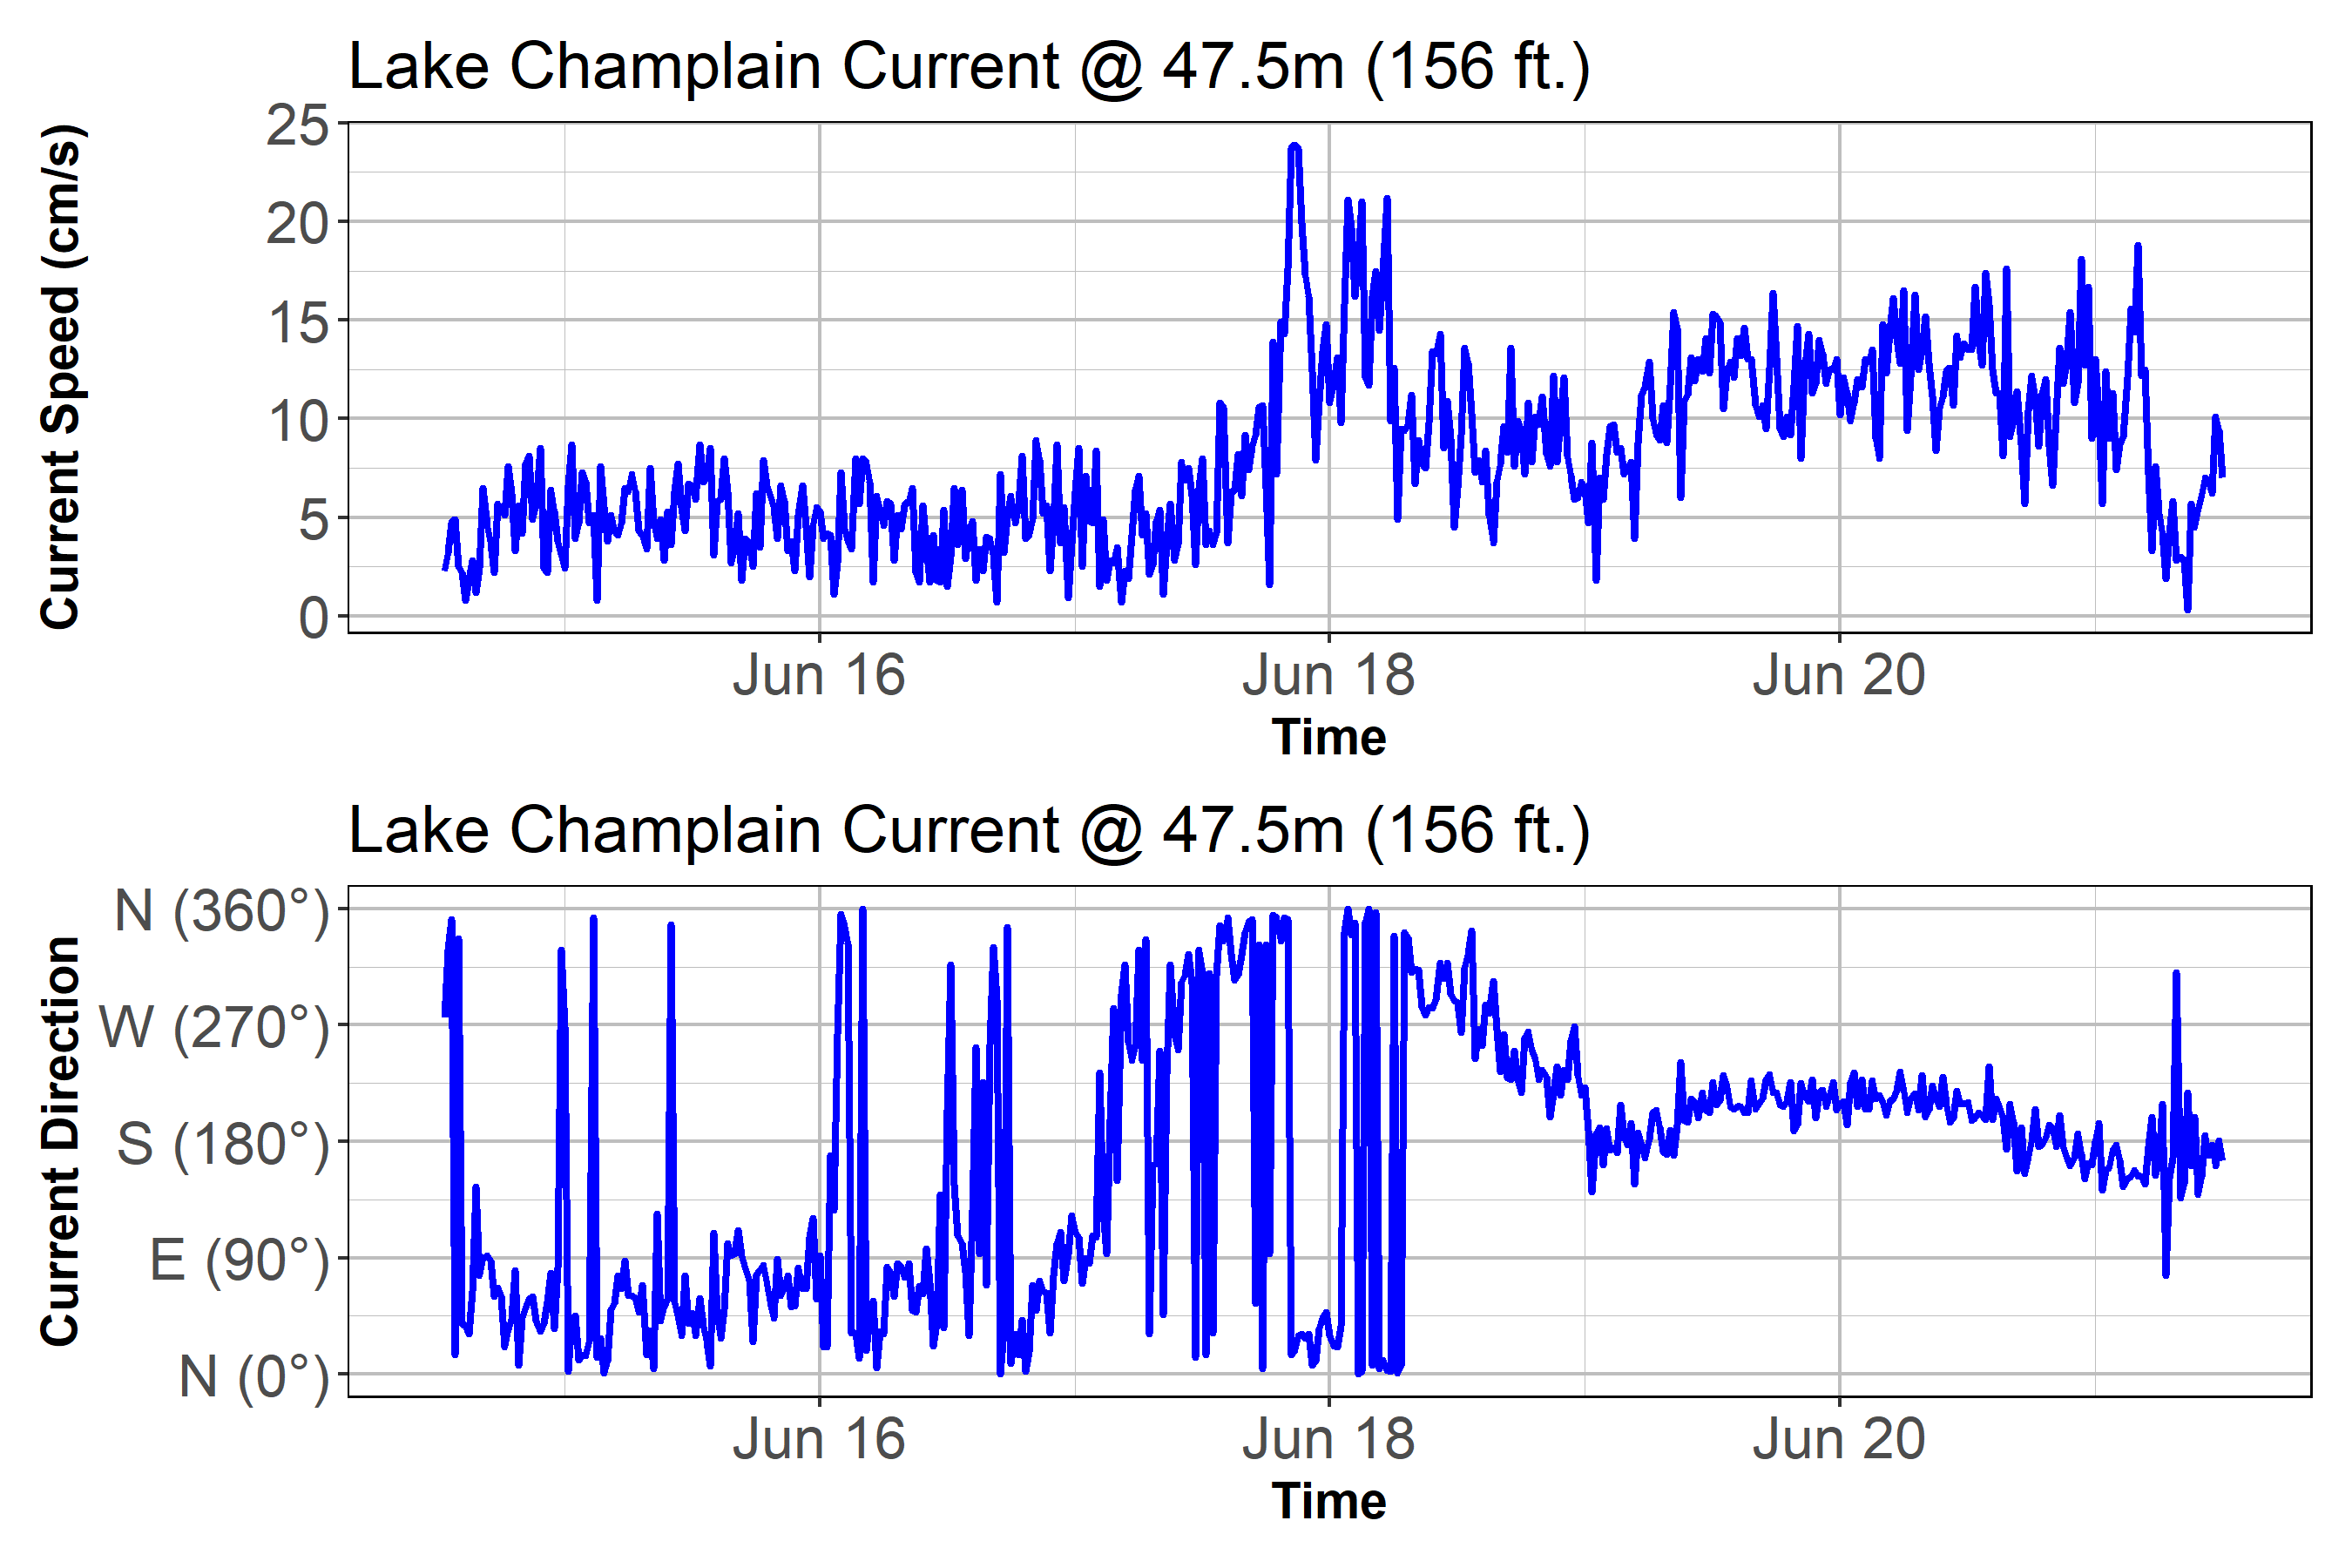 Lake Champlain Current @ 47.5m (156 ft.)
Current Speed (cm/s)
25
20
15
10
5
0
Jun 16
Jun 18
Jun 20
Time
Lake Champlain Current @ 47.5m (156 ft.)
Current Direction
N (360°)
W (270°)
S (180°)
E (90°)
N (0°)
Jun 16
Jun 18
Jun 20
Time